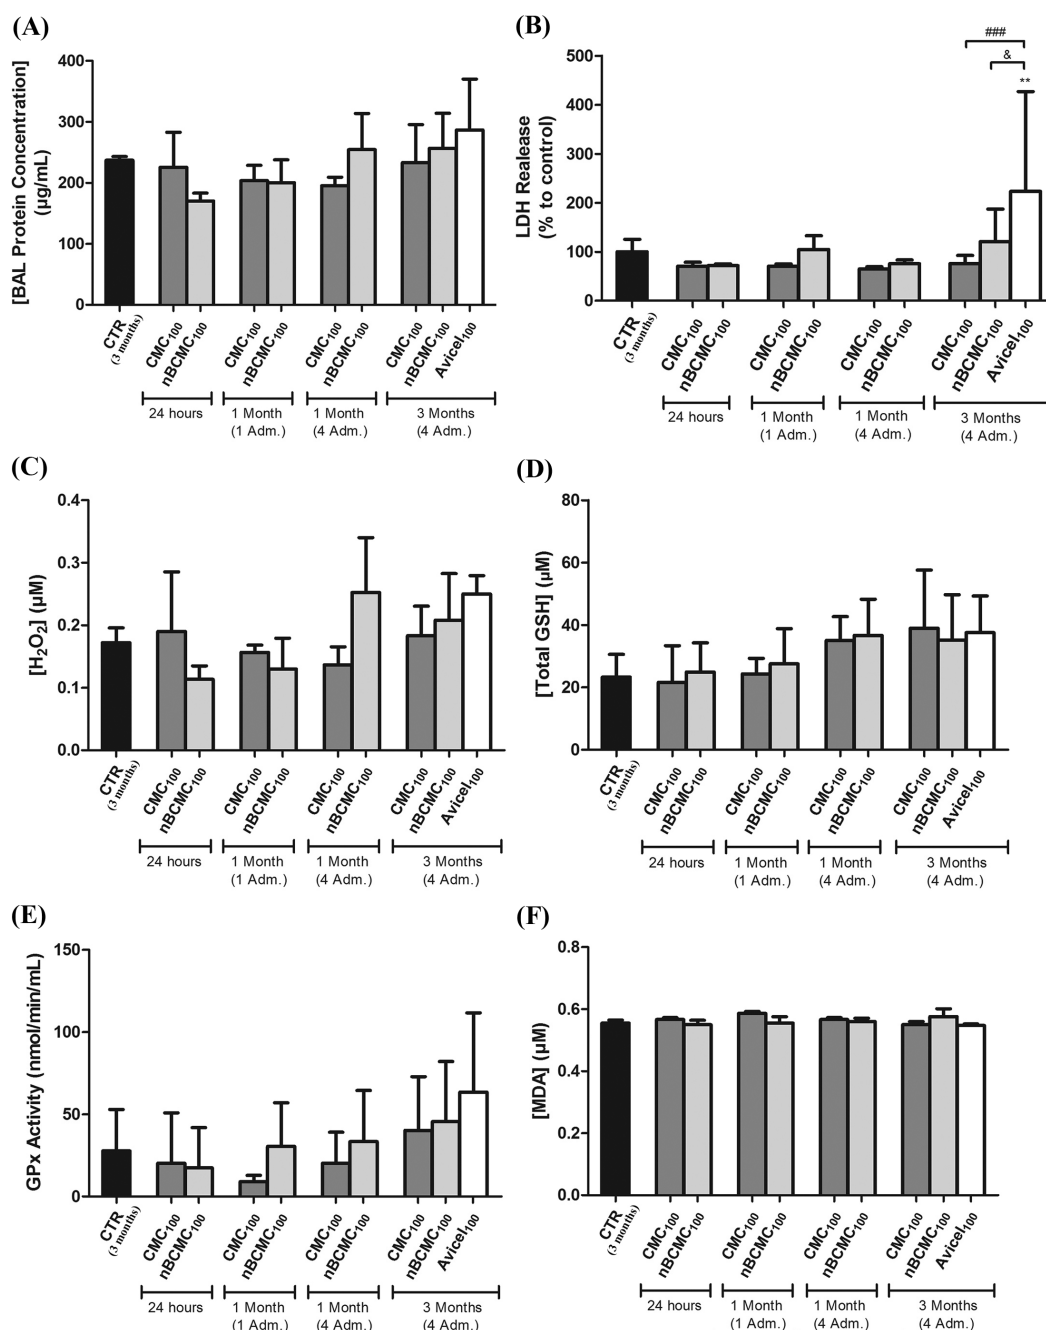 (A)
[BAL Protein Concentration]
(µg/mL)
400
300
200
100
0
CTR
(3 months)
CMC100
nBCMC100
CMC100
nBCMC100
CMC100
nBCMC100
CMC100
nBCMC100
Avicel100
24 hours
1 Month
(1 Adm.)
1 Month
(4 Adm.)
3 Months
(4 Adm.)
(B)
LDH Realease
(% to control)
500
400
300
200
100
0
###
&
**
CTR
(3 months)
CMC100
nBCMC100
CMC100
nBCMC100
CMC100
nBCMC100
CMC100
nBCMC100
Avicel100
24 hours
1 Month
(1 Adm.)
1 Month
(4 Adm.)
3 Months
(4 Adm.)
(C)
[H2O2] (µM)
0.4
0.3
0.2
0.1
0.0
CTR
(3 months)
CMC100
nBCMC100
CMC100
nBCMC100
CMC100
nBCMC100
CMC100
nBCMC100
Avicel100
24 hours
1 Month
(1 Adm.)
1 Month
(4 Adm.)
3 Months
(4 Adm.)
(D)
[Total GSH] (µM)
80
60
40
20
0
CTR
(3 months)
CMC100
nBCMC100
CMC100
nBCMC100
CMC100
nBCMC100
CMC100
nBCMC100
Avicel100
24 hours
1 Month
(1 Adm.)
1 Month
(4 Adm.)
3 Months
(4 Adm.)
(E)
GPx Activity (nmol/min/mL)
150
100
50
0
CTR
(3 months)
CMC100
nBCMC100
CMC100
nBCMC100
CMC100
nBCMC100
CMC100
nBCMC100
Avicel100
24 hours
1 Month
(1 Adm.)
1 Month
(4 Adm.)
3 Months
(4 Adm.)
(F)
[MDA] (µM)
0.8
0.6
0.4
0.2
0.0
CTR
(3 months)
CMC100
nBCMC100
CMC100
nBCMC100
CMC100
nBCMC100
CMC100
nBCMC100
Avicel100
24 hours
1 Month
(1 Adm.)
1 Month
(4 Adm.)
3 Months
(4 Adm.)